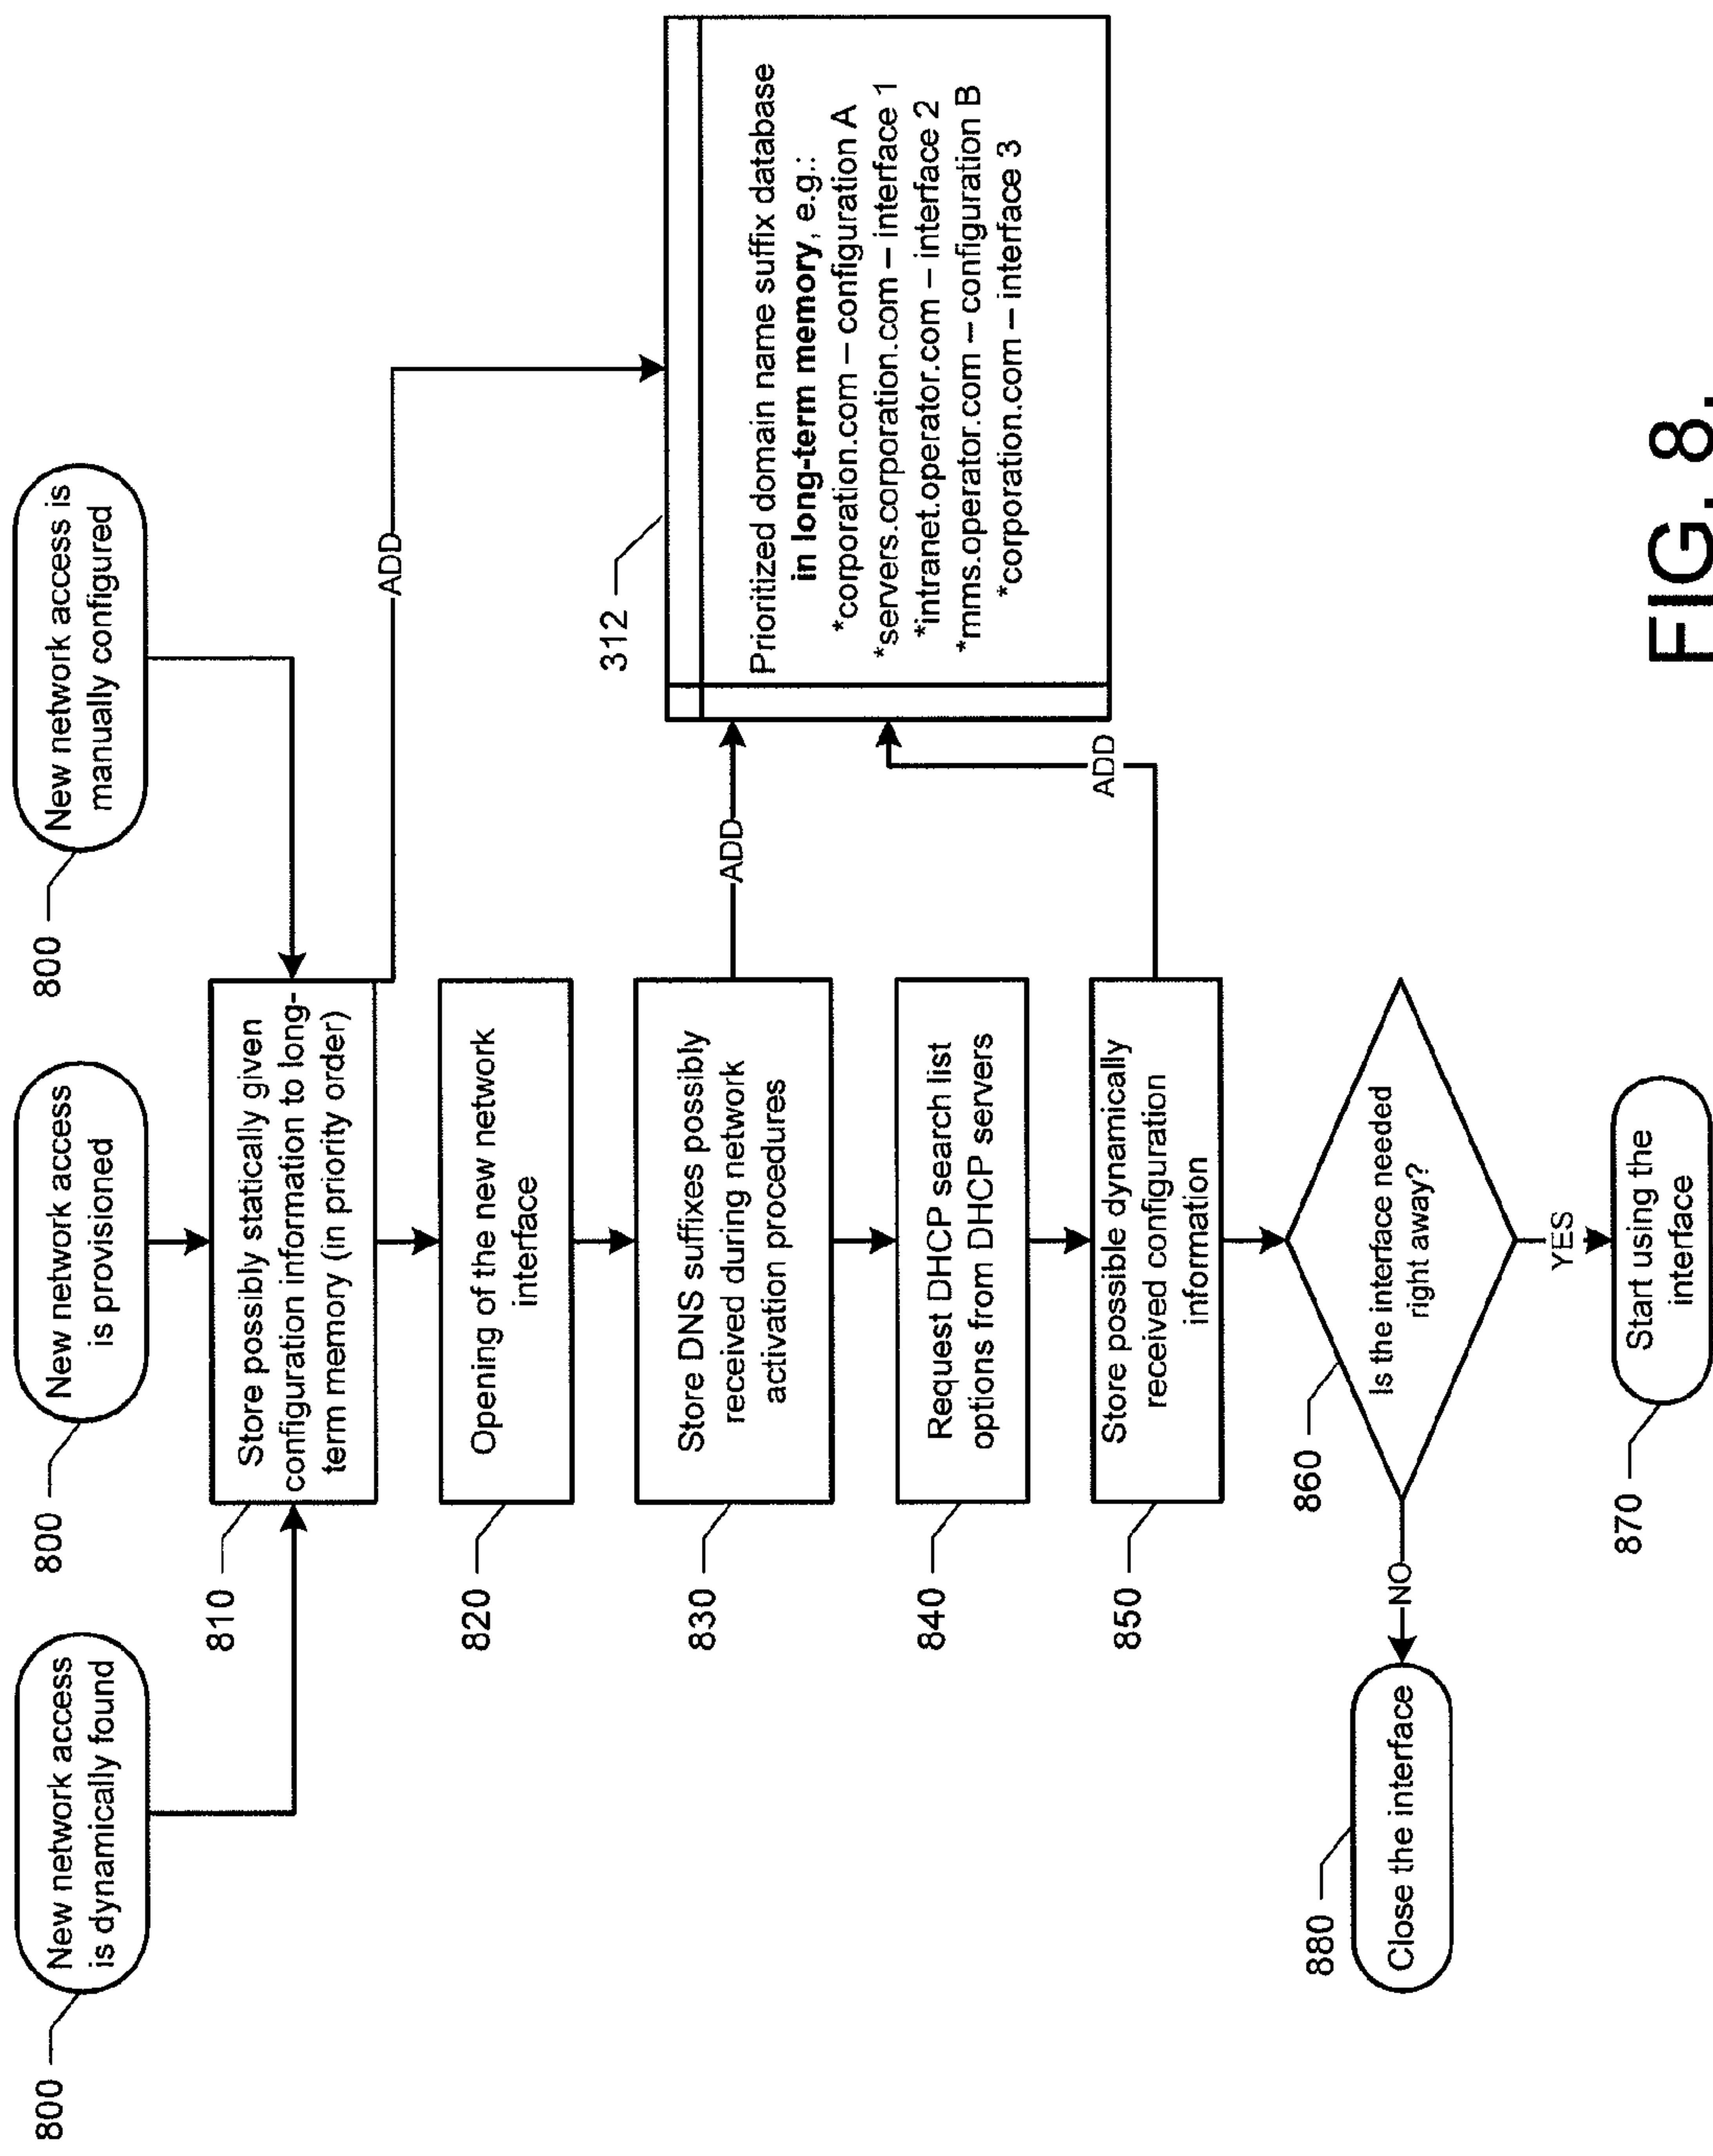 800
New network access
is dynamically found
800
New network access
is provisioned
800
New network access is
manually configured
810
Store possibly statically given
configuration information to long-
term memory (in priority order)
ADD
820
Opening of the new network
interface
312
Prioritized domain name suffix database
in long-term memory, e.g.:
*corporation.com – configuration A
*servers.corporation.com – interface 1
*intranet.operator.com – interface 2
*mms.operator.com – configuration B
*corporation.com – interface 3
830
Store DNS suffixes possibly
received during network
activation procedures
ADD
840
Request DHCP search list
options from DHCP servers
850
Store possible dynamically
received configuration
information
ADD
860
Is the interface needed
right away?
NO
880
Close the interface
YES
870
Start using the
interface
FIG. 8.